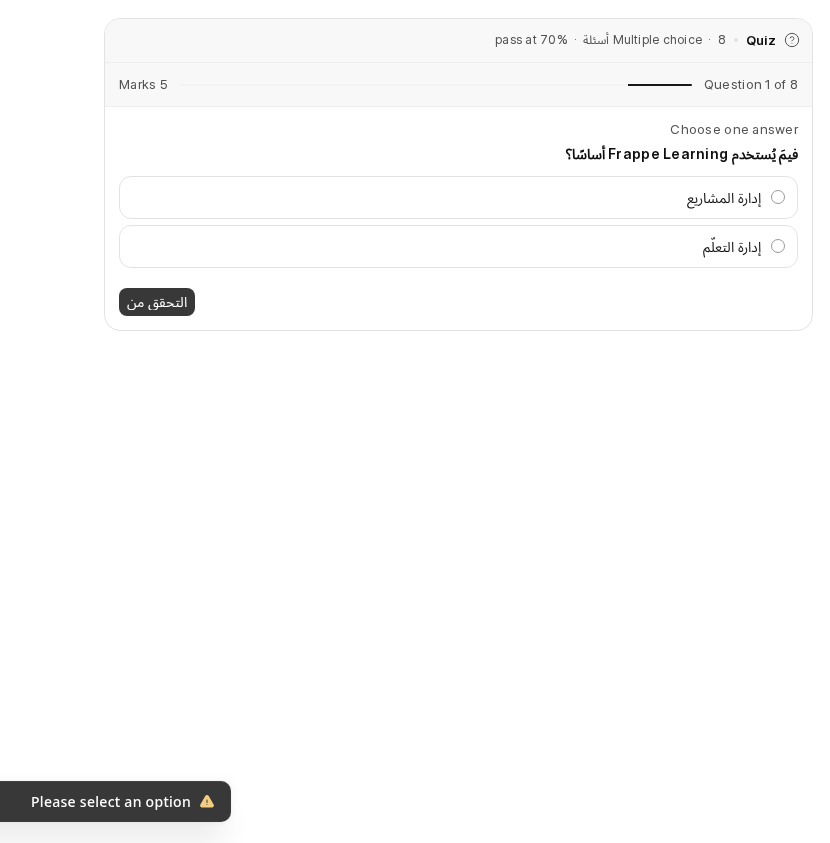 Quiz • 8 أسئلة · Multiple choice · pass at 70%
Question 1 of 8
Marks 5
Choose one answer
فيمَ يُستخدم Frappe Learning أساسًا؟
إدارة المشاريع
إدارة التعلّم
التحقق من
Please select an option